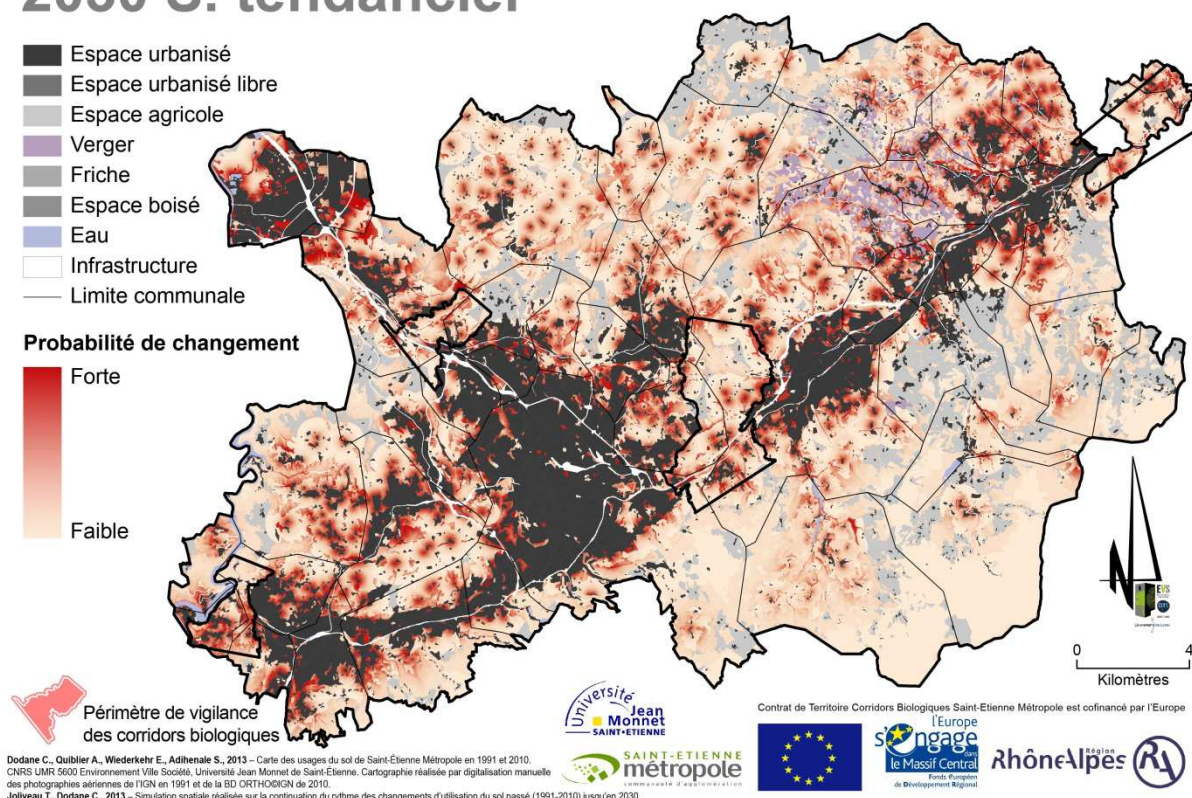 2030 S. tendanciel
Espace urbanisé
Espace urbanisé libre
Espace agricole
Verger
Friche
Espace boisé
Eau
Infrastructure
Limite communale
Probabilité de changement
Forte
Faible
Périmètre de vigilance
des corridors biologiques
N
EVS
0 4
Kilomètres
Université
Jean
Monnet
SAINT-ETIENNE
SAINT-ETIENNE
métropole
communauté d'agglomération
Contrat de Territoire Corridors Biologiques Saint-Etienne Métropole est cofinancé par l'Europe
l'Europe
s'engage
dans
le Massif Central
Fonds Européen
de Développement Régional
RhôneAlpes Région
RA
Dodane C., Quiblier A., Wiederkehr E., Adihenale S., 2013 – Carte des usages du sol de Saint-Étienne Métropole en 1991 et 2010.
CNRS UMR 5600 Environnement Ville Société, Université Jean Monnet de Saint-Étienne. Cartographie réalisée par digitalisation manuelle
des photographies aériennes de l'IGN en 1991 et de la BD ORTHO®IGN de 2010.
Joliveau T., Dodane C., 2013 – Simulation spatiale réalisée sur la continuation du rythme des changements d'utilisation du sol passé (1991-2010) jusqu'en 2030